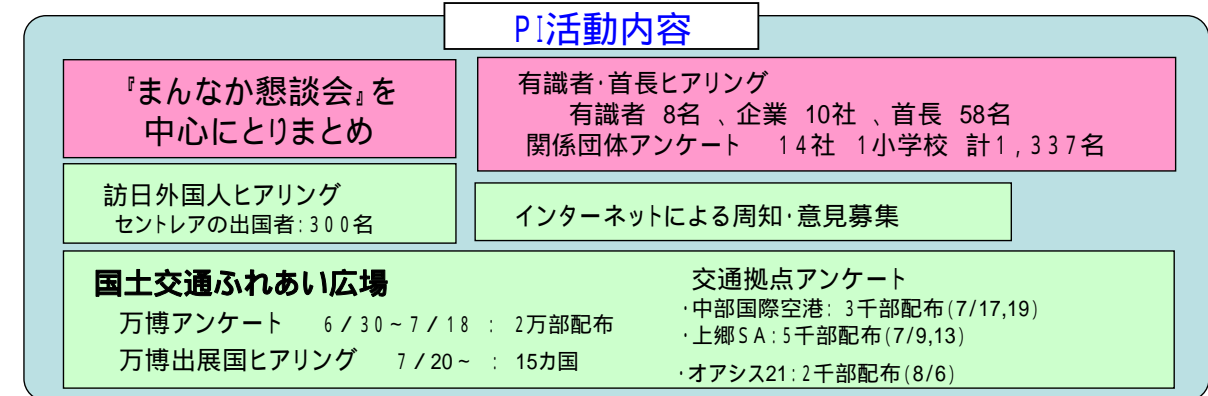 PI活動内容
『まんなか懇談会』を
中心にとりまとめ
有識者・首長ヒアリング
有識者 8名 、企業 10社 、首長 58名
関係団体アンケート 14社 1小学校 計1,337名
訪日外国人ヒアリング
セントレアの出国者:300名
インターネットによる周知・意見募集
国土交通ふれあい広場
万博アンケート 6/30~7/18 : 2万部配布
万博出展国ヒアリング 7/20~ : 15カ国
交通拠点アンケート
・中部国際空港: 3千部配布(7/17,19)
・上郷SA:5千部配布(7/9,13)
・オアシス21:2千部配布(8/6)